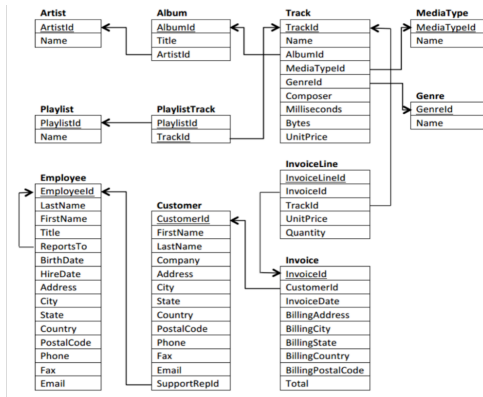 Artist
ArtistId
Name
Album
AlbumId
Title
ArtistId
Track
TrackId
Name
AlbumId
MediaTypeId
GenreId
Composer
Milliseconds
Bytes
UnitPrice
MediaType
MediaTypeId
Name
Genre
GenreId
Name
Playlist
PlaylistId
Name
PlaylistTrack
PlaylistId
TrackId
Employee
EmployeeId
LastName
FirstName
Title
ReportsTo
BirthDate
HireDate
Address
City
State
Country
PostalCode
Phone
Fax
Email
Customer
CustomerId
FirstName
LastName
Company
Address
City
State
Country
PostalCode
Phone
Fax
Email
SupportRepId
InvoiceLine
InvoiceLineId
InvoiceId
TrackId
UnitPrice
Quantity
Invoice
InvoiceId
CustomerId
InvoiceDate
BillingAddress
BillingCity
BillingState
BillingCountry
BillingPostalCode
Total